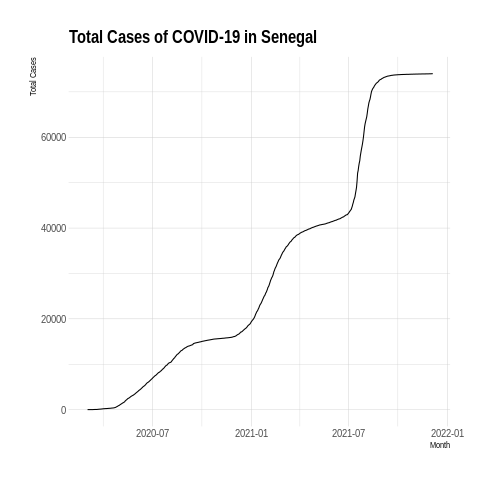 Total Cases of COVID-19 in Senegal
Total Cases
60000
40000
20000
0
2020-07
2021-01
2021-07
2022-01
Month